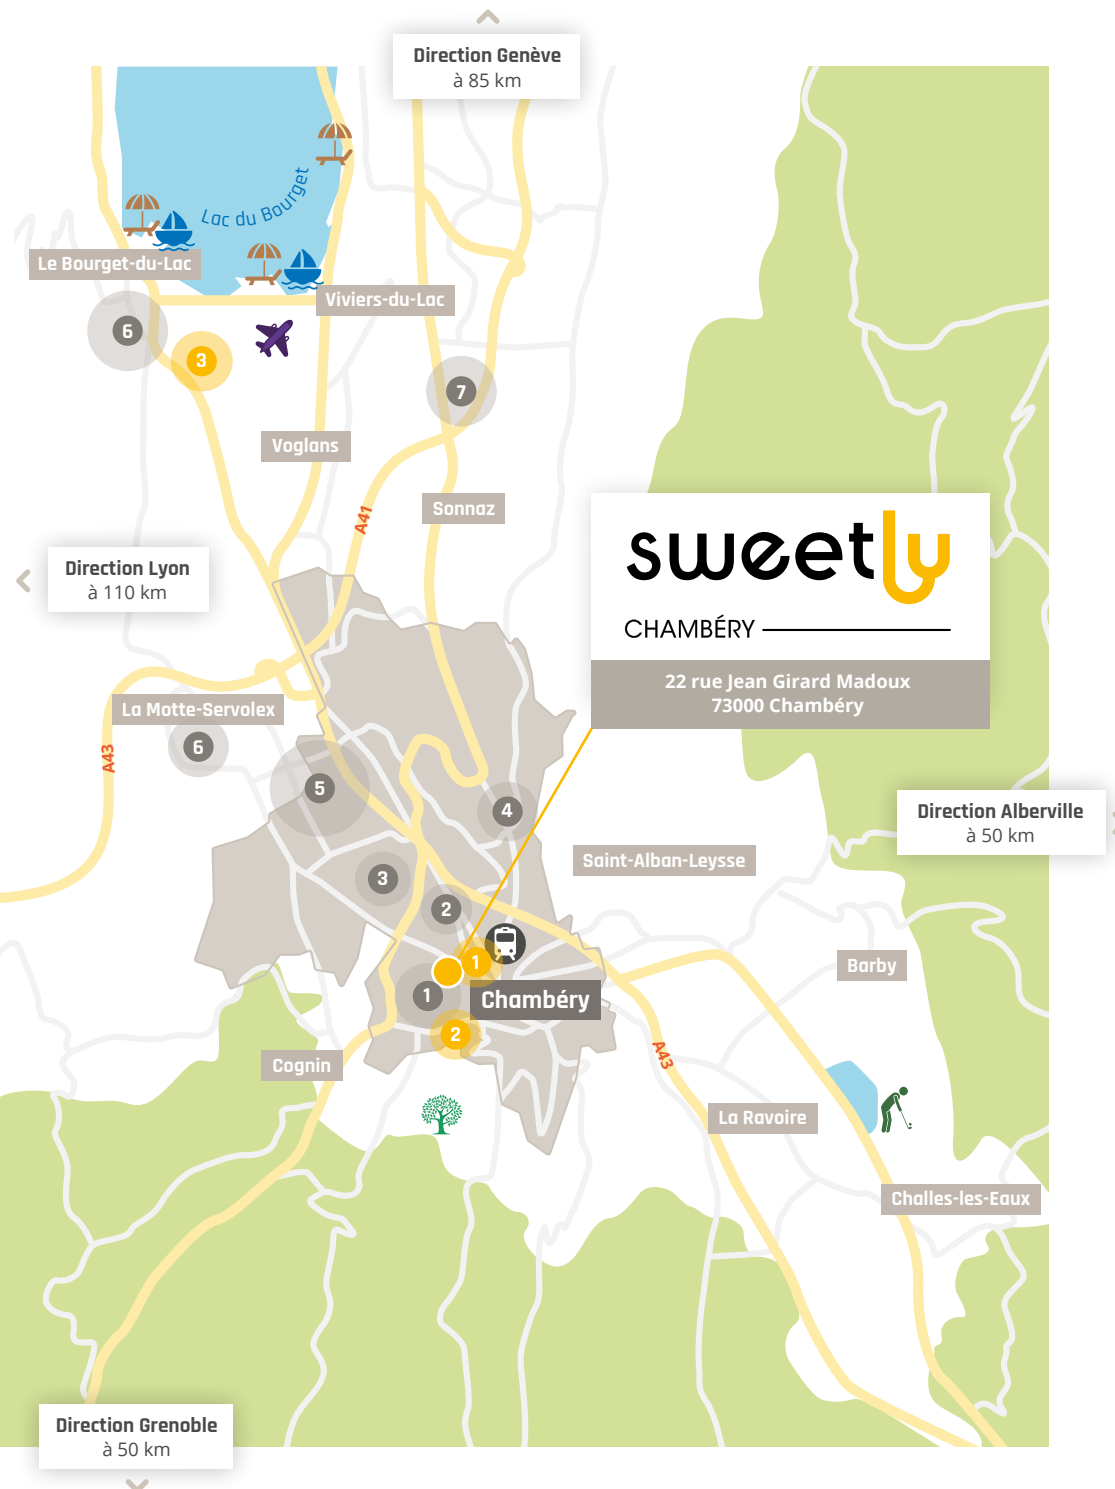 Direction Genève
à 85 km
Lac du Bourget
Le Bourget-du-Lac
Viviers-du-Lac
6
3
7
Voglans
A41
Sonnaz
sweetly
CHAMBÉRY
22 rue Jean Girard Madoux
73000 Chambéry
Direction Lyon
à 110 km
La Motte-Servolex
A43
6
5
4
Direction Alberville
à 50 km
Saint-Alban-Leysse
3
2
1
Barby
1
Chambéry
2
A43
Cognin
La Ravoire
Challes-les-Eaux
Direction Grenoble
à 50 km